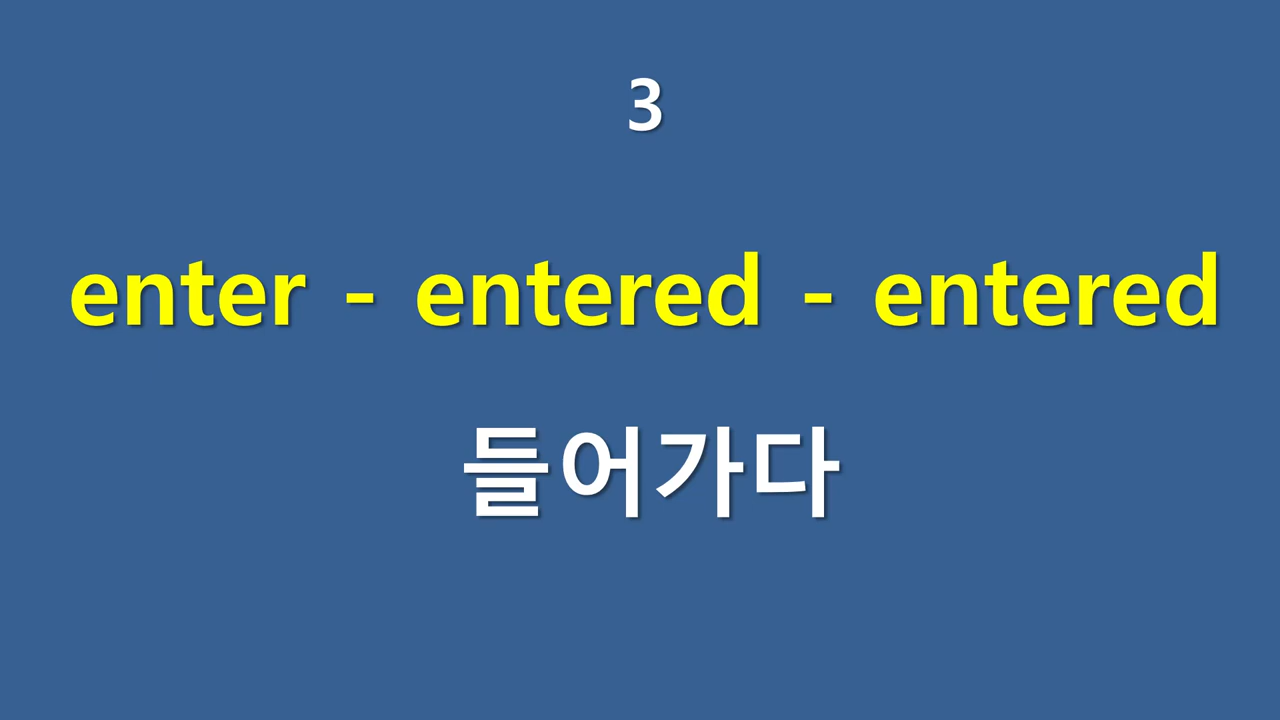 3
enter - entered - entered
들어가다